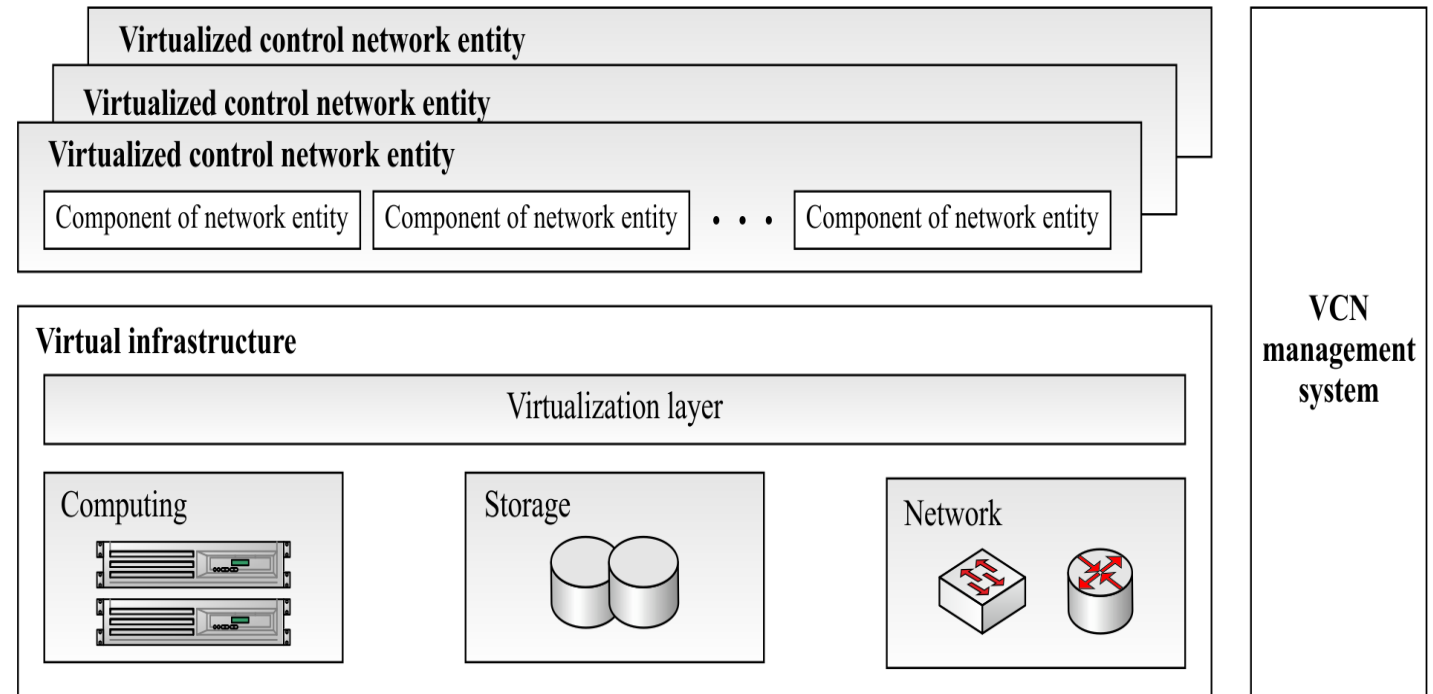 Virtualized control network entity
Virtualized control network entity
Virtualized control network entity
Component of network entity Component of network entity • • • Component of network entity
Virtual infrastructure
Virtualization layer
Computing
Storage
Network
VCN
management
system